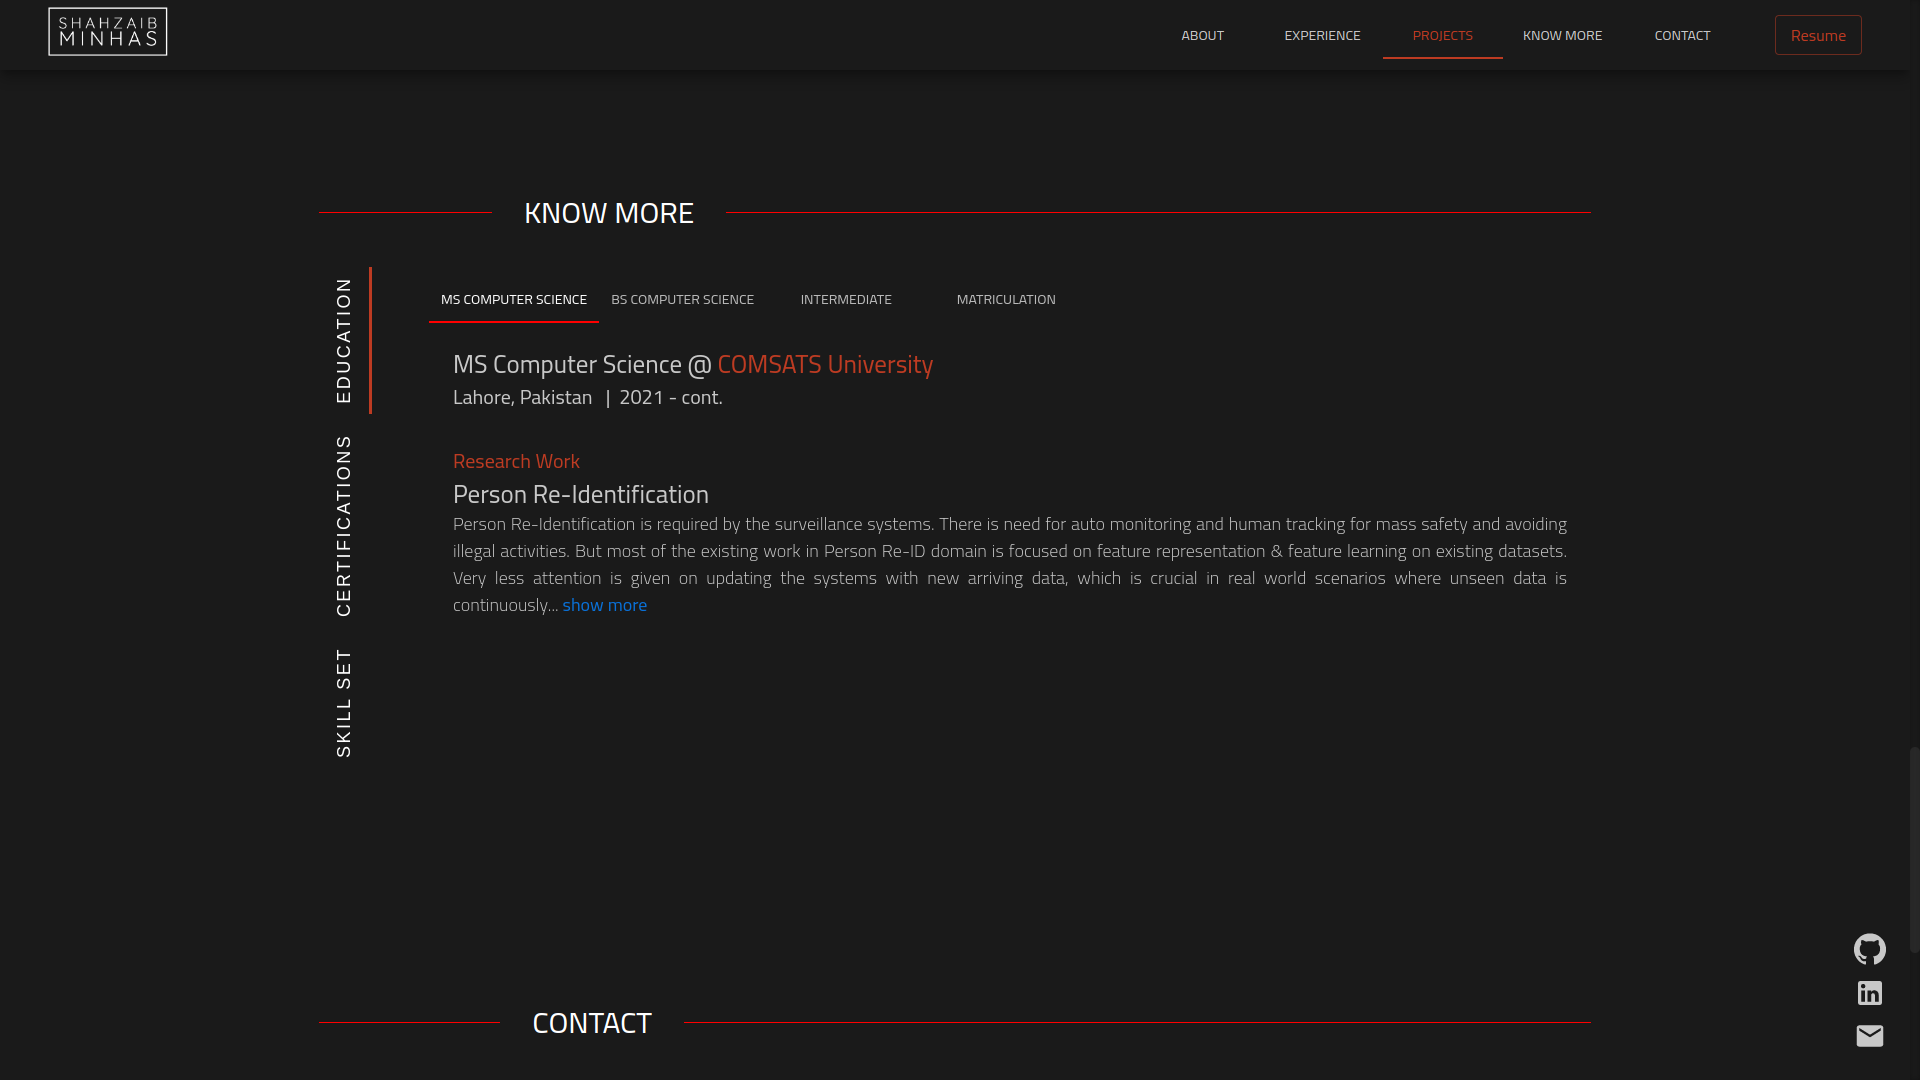 SHAHZAIB
MINHAS
ABOUT
EXPERIENCE
PROJECTS
KNOW MORE
CONTACT
Resume
KNOW MORE
EDUCATION
CERTIFICATIONS
SKILL SET
MS COMPUTER SCIENCE
BS COMPUTER SCIENCE
INTERMEDIATE
MATRICULATION
MS Computer Science @ COMSATS University
Lahore, Pakistan | 2021 - cont.
Research Work
Person Re-Identification
Person Re-Identification is required by the surveillance systems. There is need for auto monitoring and human tracking for mass safety and avoiding
illegal activities. But most of the existing work in Person Re-ID domain is focused on feature representation & feature learning on existing datasets.
Very less attention is given on updating the systems with new arriving data, which is crucial in real world scenarios where unseen data is
continuously... show more
CONTACT
in